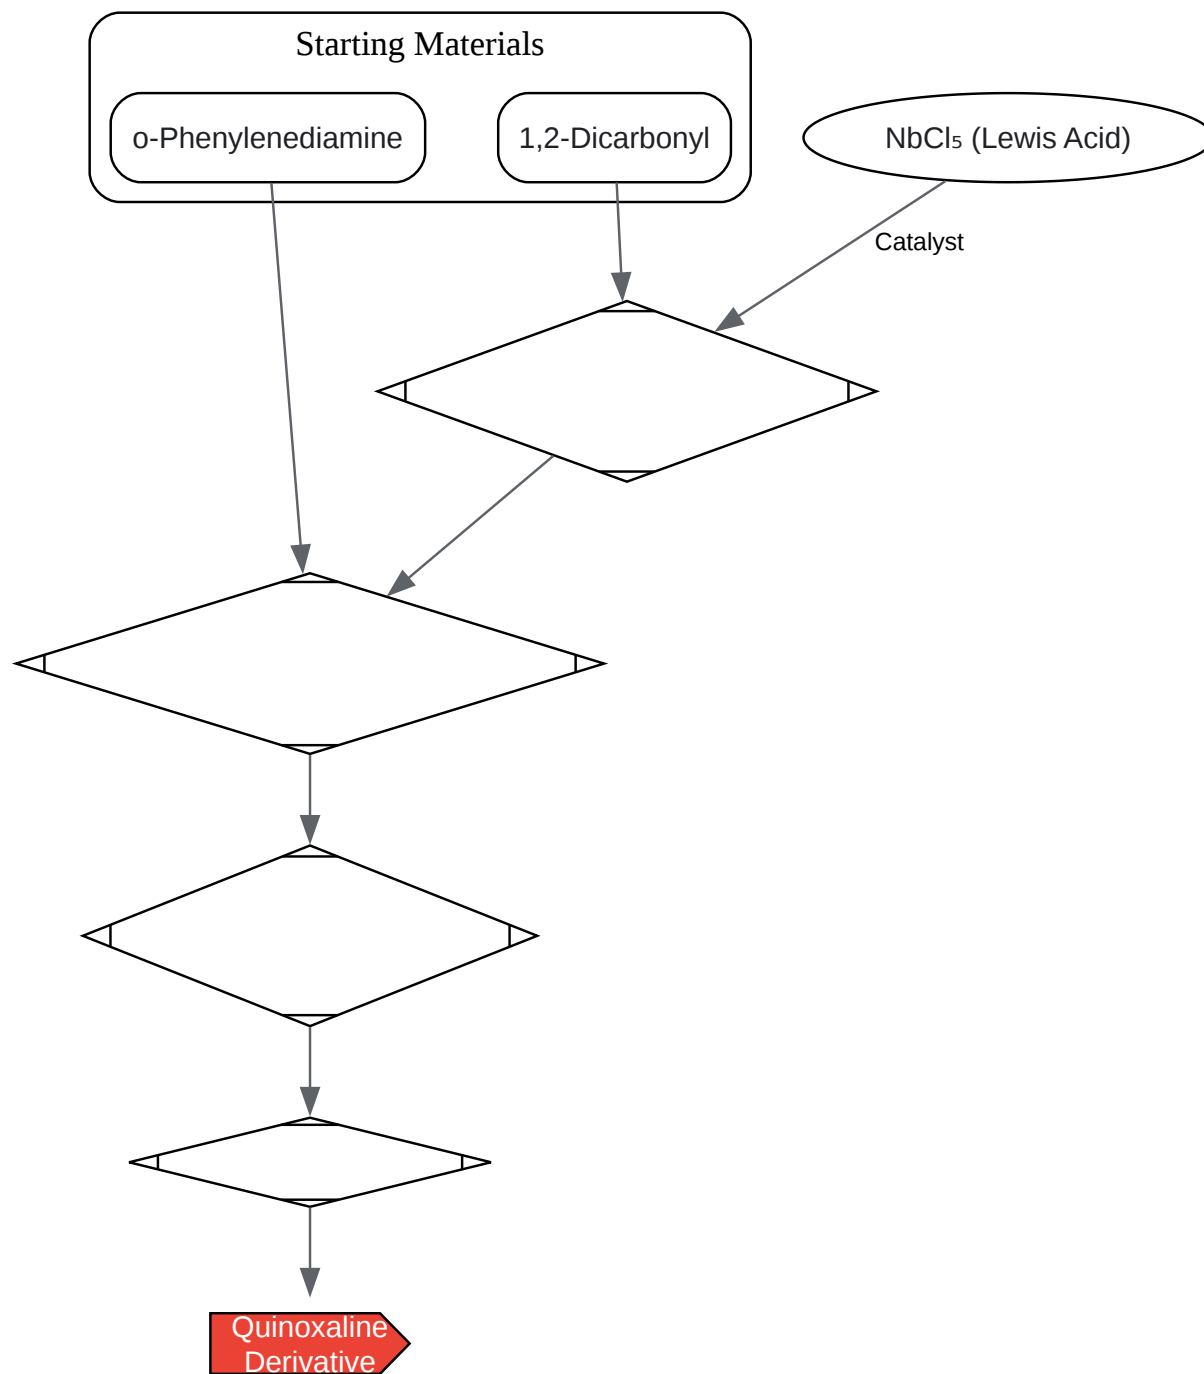 Starting Materials
o-Phenylenediamine
1,2-Dicarbonyl
NbCl₅ (Lewis Acid)
Catalyst
Quinoxaline
Derivative